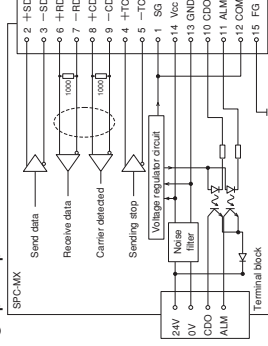 SPC-MX
Send data
Receive data
Carrier detected
Sending stop
100Ω
100Ω
2 +SD
3 −SD
6 +RD
7 −RD
8 +CD
9 −CD
4 +TC
5 −TC
1 SG
14 Vcc
13 GND
10 CDO
11 ALM
12 COM
15 FG
Voltage regulator circuit
Noise
filter
24V
0V
CDO
ALM
Terminal block